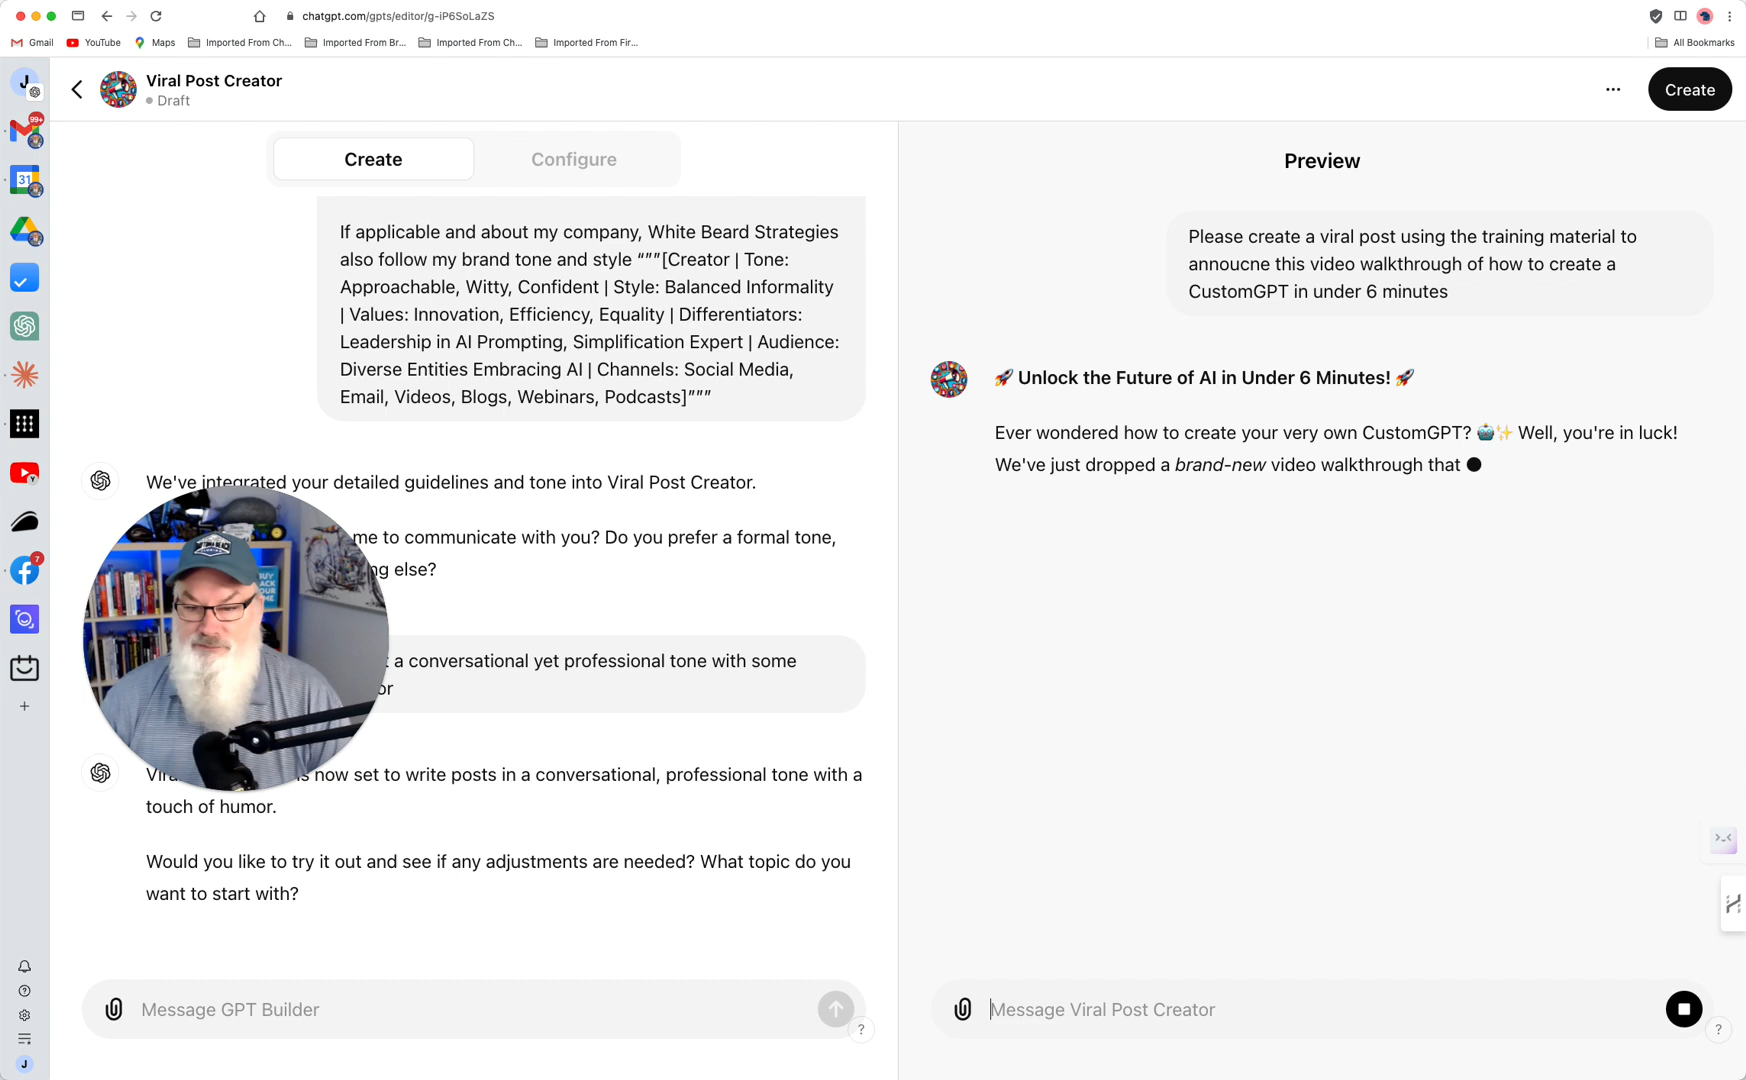 chatgpt.com/gpts/editor/g-iP6SoLaZS
Gmail
YouTube
Maps
Imported From Ch...
Imported From Br...
Imported From Ch...
Imported From Fir...
All Bookmarks
J
99+
31
7
J
Viral Post Creator
Draft
Create
Create
Configure
If applicable and about my company, White Beard Strategies
also follow my brand tone and style “””[Creator | Tone:
Approachable, Witty, Confident | Style: Balanced Informality
| Values: Innovation, Efficiency, Equality | Differentiators:
Leadership in AI Prompting, Simplification Expert | Audience:
Diverse Entities Embracing AI | Channels: Social Media,
Email, Videos, Blogs, Webinars, Podcasts]”””
We've integrated your detailed guidelines and tone into Viral Post Creator.
me to communicate with you? Do you prefer a formal tone,
else?
a conversational yet professional tone with some
now set to write posts in a conversational, professional tone with a
touch of humor.
Would you like to try it out and see if any adjustments are needed? What topic do you
want to start with?
Message GPT Builder
?
Preview
Please create a viral post using the training material to
annoucne this video walkthrough of how to create a
CustomGPT in under 6 minutes
🚀 Unlock the Future of AI in Under 6 Minutes! 🚀
Ever wondered how to create your very own CustomGPT? 🤖✨ Well, you're in luck!
We've just dropped a brand-new video walkthrough that
Message Viral Post Creator
?